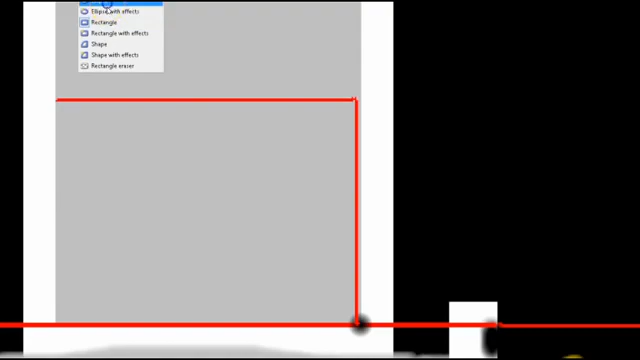 Ellipse with effects
Rectangle
Rectangle with effects
Shape
Shape with effects
Rectangle eraser